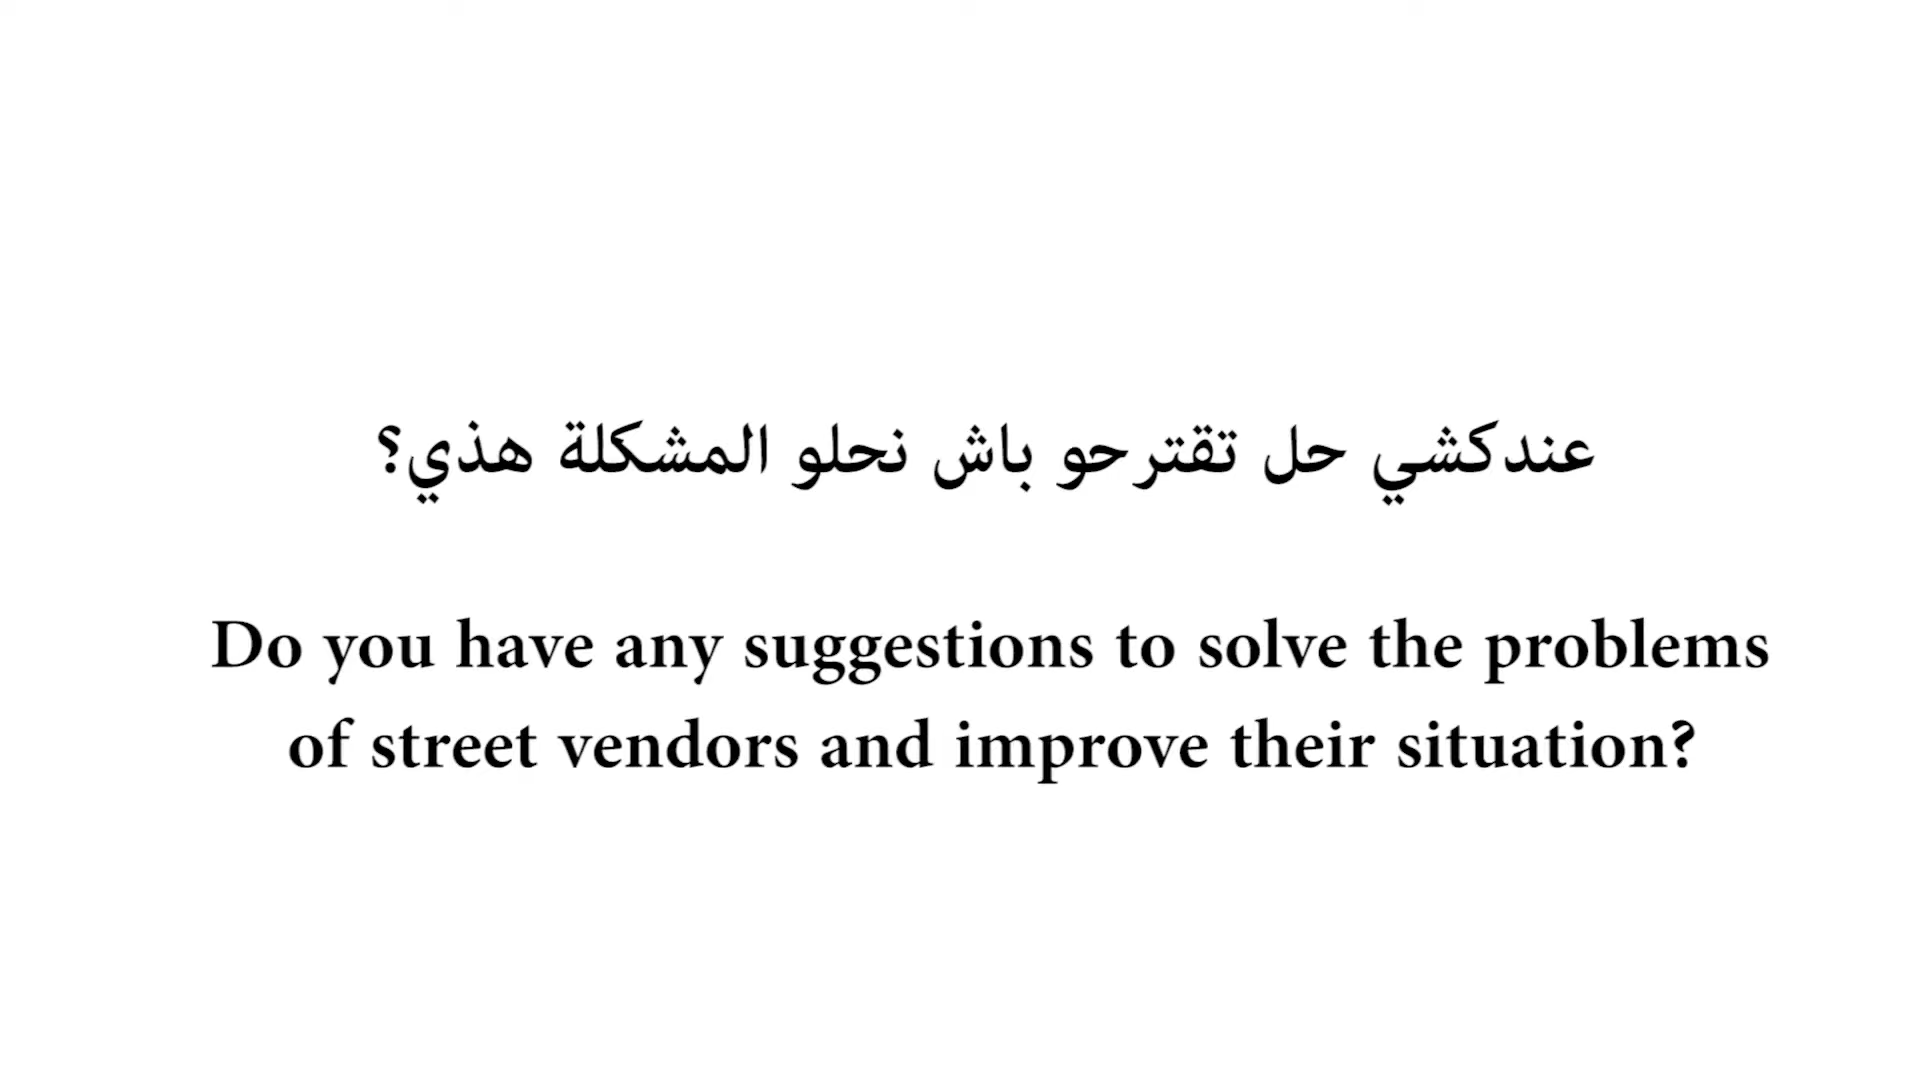 عندكشي حل تقترحو باش نحلو المشكلة هذي؟
Do you have any suggestions to solve the problems
of street vendors and improve their situation?